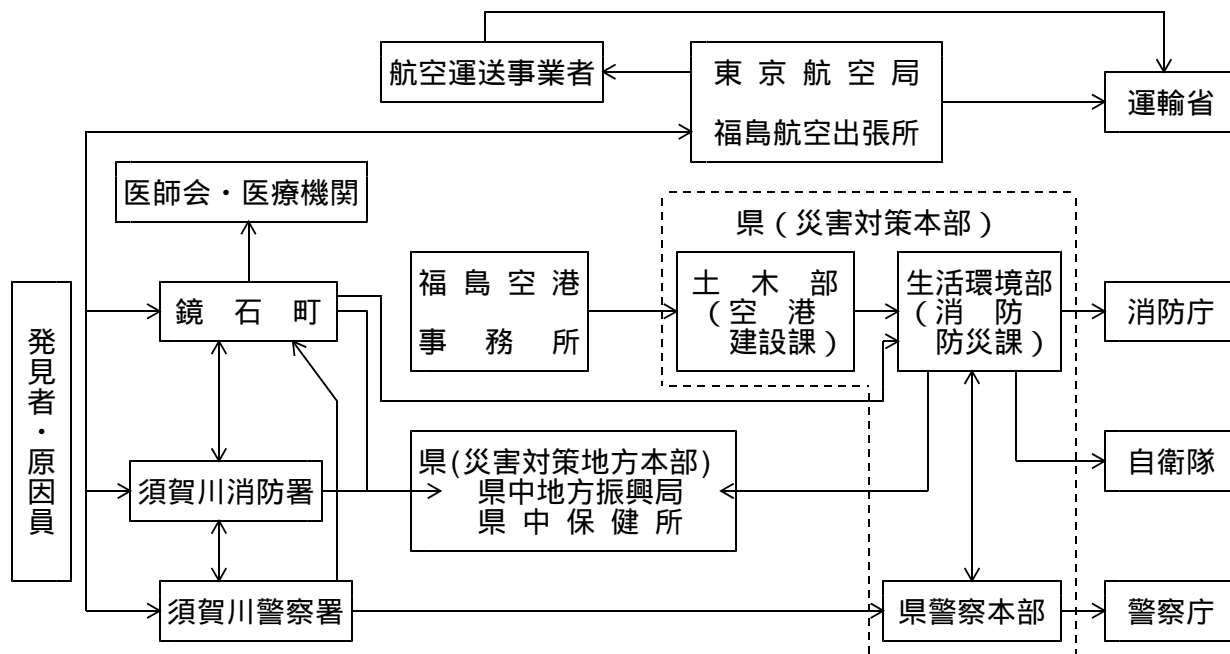 航空運送事業者
東京航空局
福島航空出張所
運輸省
医師会・医療機関
県（災害対策本部）
鏡石町
福島空港
事務所
土木部
（空港
建設課）
生活環境部
（消防
防災課）
消防庁
発見者・原因員
須賀川消防署
県(災害対策地方本部)
県中地方振興局
県中保健所
自衛隊
須賀川警察署
県警察本部
警察庁